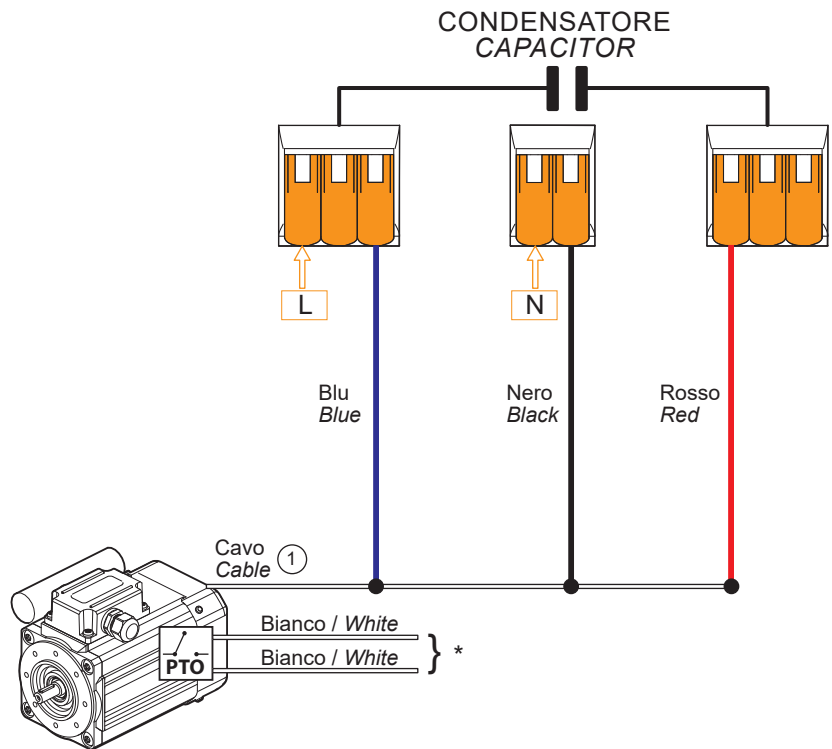 CONDENSATORE
CAPACITOR
L
N
Blu
Blue
Nero
Black
Rosso
Red
Cavo
Cable 1
Bianco / White
Bianco / White
} *
PTO